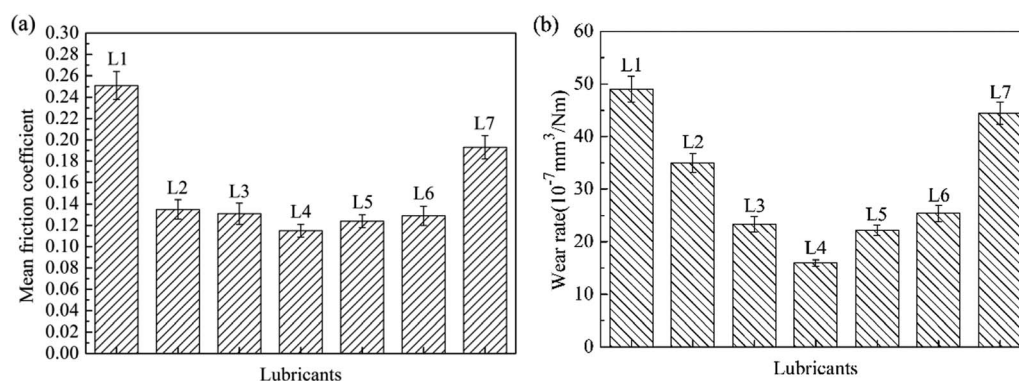 (a)
Mean friction coefficient
0.30
0.28
0.26
0.24
0.22
0.20
0.18
0.16
0.14
0.12
0.10
0.08
0.06
0.04
0.02
0.00
L1
L2
L3
L4
L5
L6
L7
Lubricants
(b)
Wear rate(10⁻⁷mm³/Nm)
60
50
40
30
20
10
0
L1
L2
L3
L4
L5
L6
L7
Lubricants